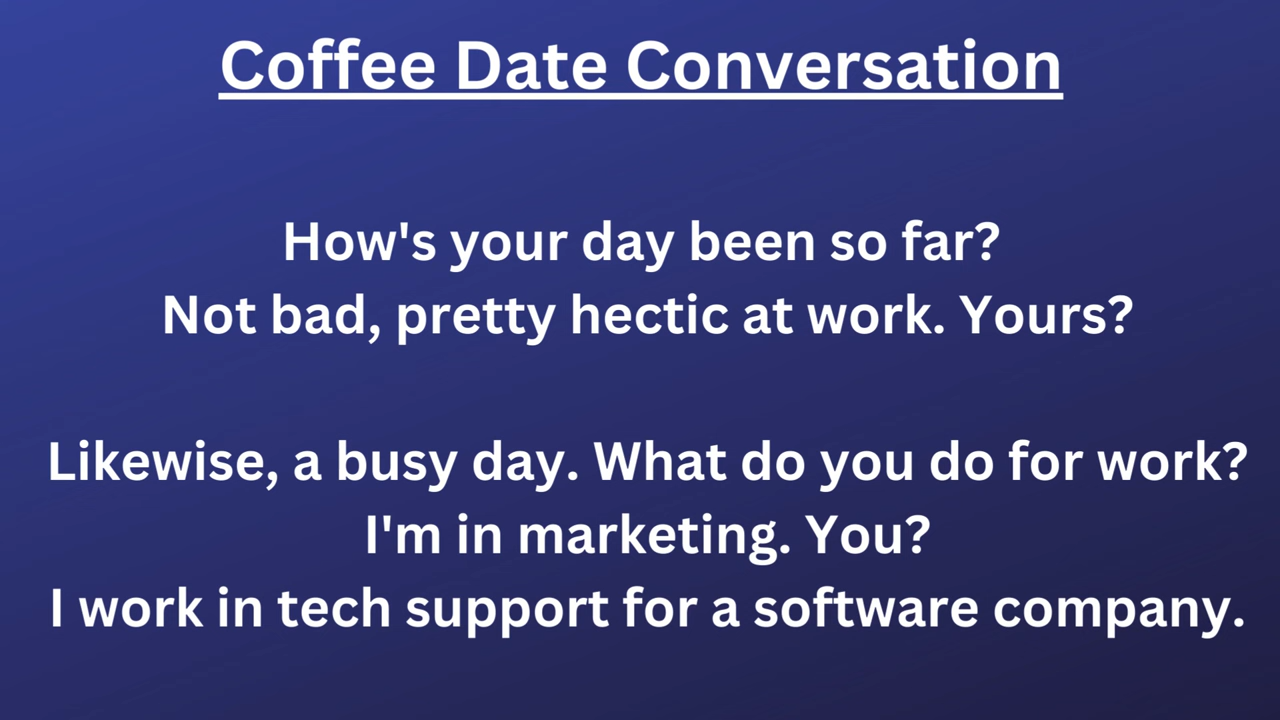 Coffee Date Conversation
How's your day been so far?
Not bad, pretty hectic at work. Yours?
Likewise, a busy day. What do you do for work?
I'm in marketing. You?
I work in tech support for a software company.